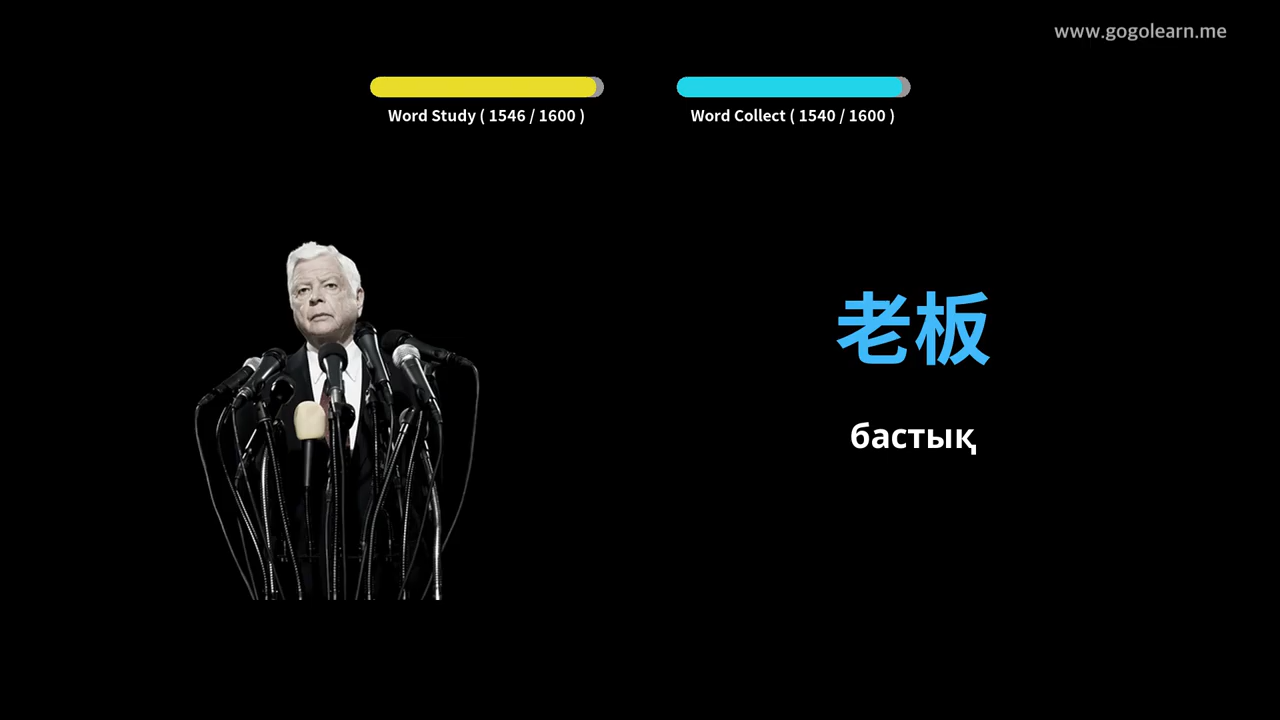 www.gogolearn.me
Word Study ( 1546 / 1600 )
Word Collect ( 1540 / 1600 )
老板
бастық